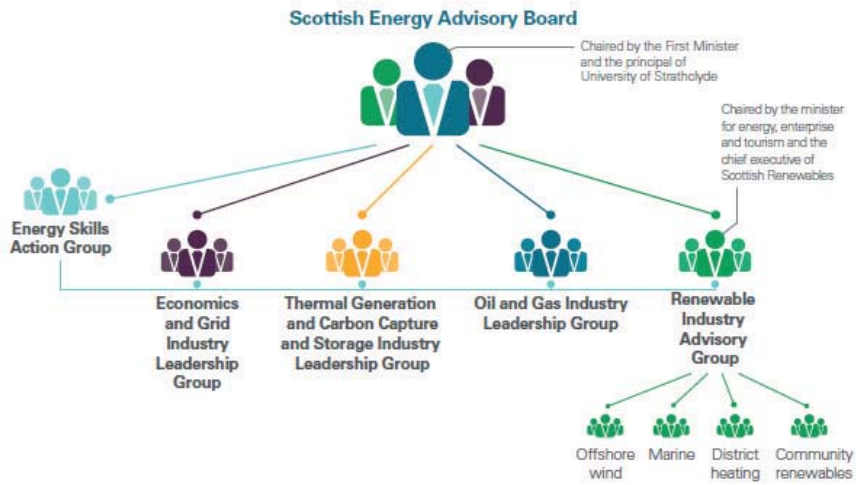 Scottish Energy Advisory Board
Chaired by the First Minister
and the principal of
University of Strathclyde
Chaired by the minister
for energy, enterprise
and tourism and the
chief executive of
Scottish Renewables
Energy Skills
Action Group
Economics
and Grid
Industry
Leadership
Group
Thermal Generation
and Carbon Capture
and Storage Industry
Leadership Group
Oil and Gas Industry
Leadership Group
Renewable
Industry
Advisory
Group
Offshore
wind
Marine
District
heating
Community
renewables